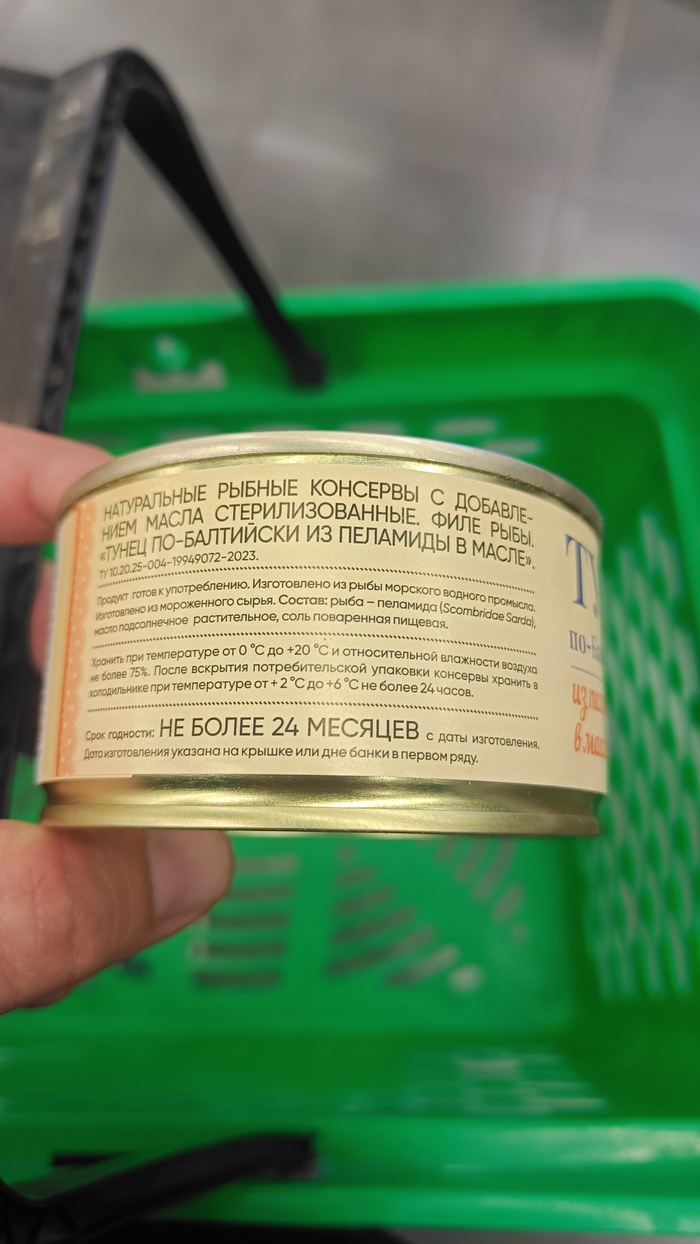 НАТУРАЛЬНЫЕ РЫБНЫЕ КОНСЕРВЫ С ДОБАВЛЕ-
НИЕМ МАСЛА СТЕРИЛИЗОВАННЫЕ. ФИЛЕ РЫБЫ.
«ТУНЕЦ ПО-БАЛТИЙСКИ ИЗ ПЕЛАМИДЫ В МАСЛЕ».
ТУ 10.20.25-004-19949072-2023.
Продукт готов к употреблению. Изготовлено из рыбы морского водного промысла.
Изготовлено из мороженного сырья. Состав: рыба – пеламида (Scombridae Sarda),
масло подсолнечное растительное, соль поваренная пищевая.
Хранить при температуре от 0 °С до +20 °С и относительной влажности воздуха
не более 75%. После вскрытия потребительской упаковки консервы хранить в
холодильнике при температуре от + 2 °С до +6 °С не более 24 часов.
Срок годности: НЕ БОЛЕЕ 24 МЕСЯЦЕВ с даты изготовления.
Дата изготовления указана на крышке или дне банки в первом ряду.
ТУ
по-Ба
из пе
в мас